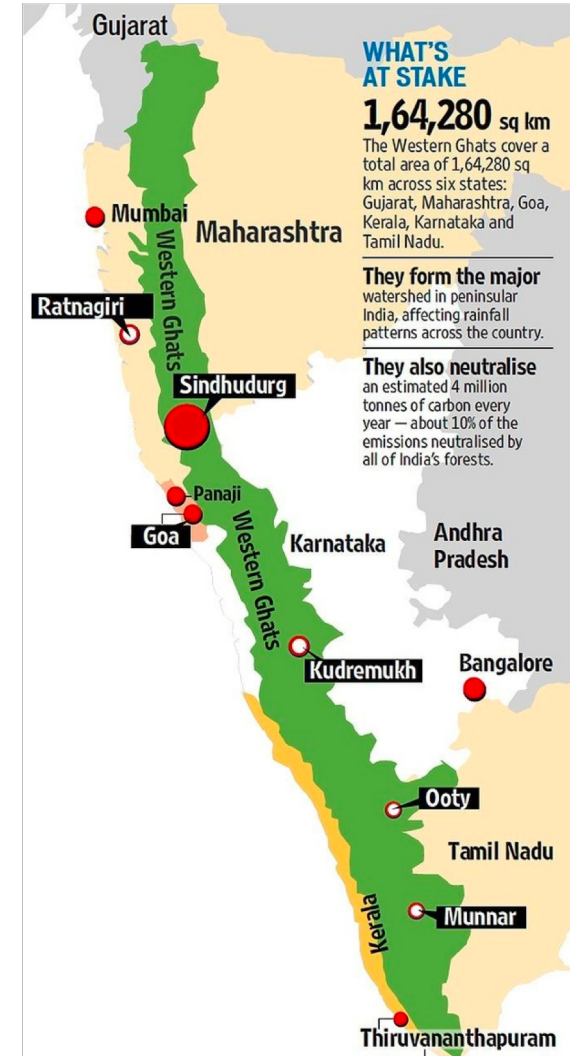 Gujarat
WHAT'S
AT STAKE
1,64,280 sq km
The Western Ghats cover a
total area of 1,64,280 sq
km across six states:
Gujarat, Maharashtra, Goa,
Kerala, Karnataka and
Tamil Nadu.
They form the major
watershed in peninsular
India, affecting rainfall
patterns across the country.
They also neutralise
an estimated 4 million
tonnes of carbon every
year — about 10% of the
emissions neutralised by
all of India's forests.
Mumbai
Maharashtra
Western Ghats
Ratnagiri
Sindhudurg
Panaji
Goa
Western Ghats
Karnataka
Andhra
Pradesh
Kudremukh
Bangalore
Ooty
Tamil Nadu
Kerala
Munnar
Thiruvananthapuram